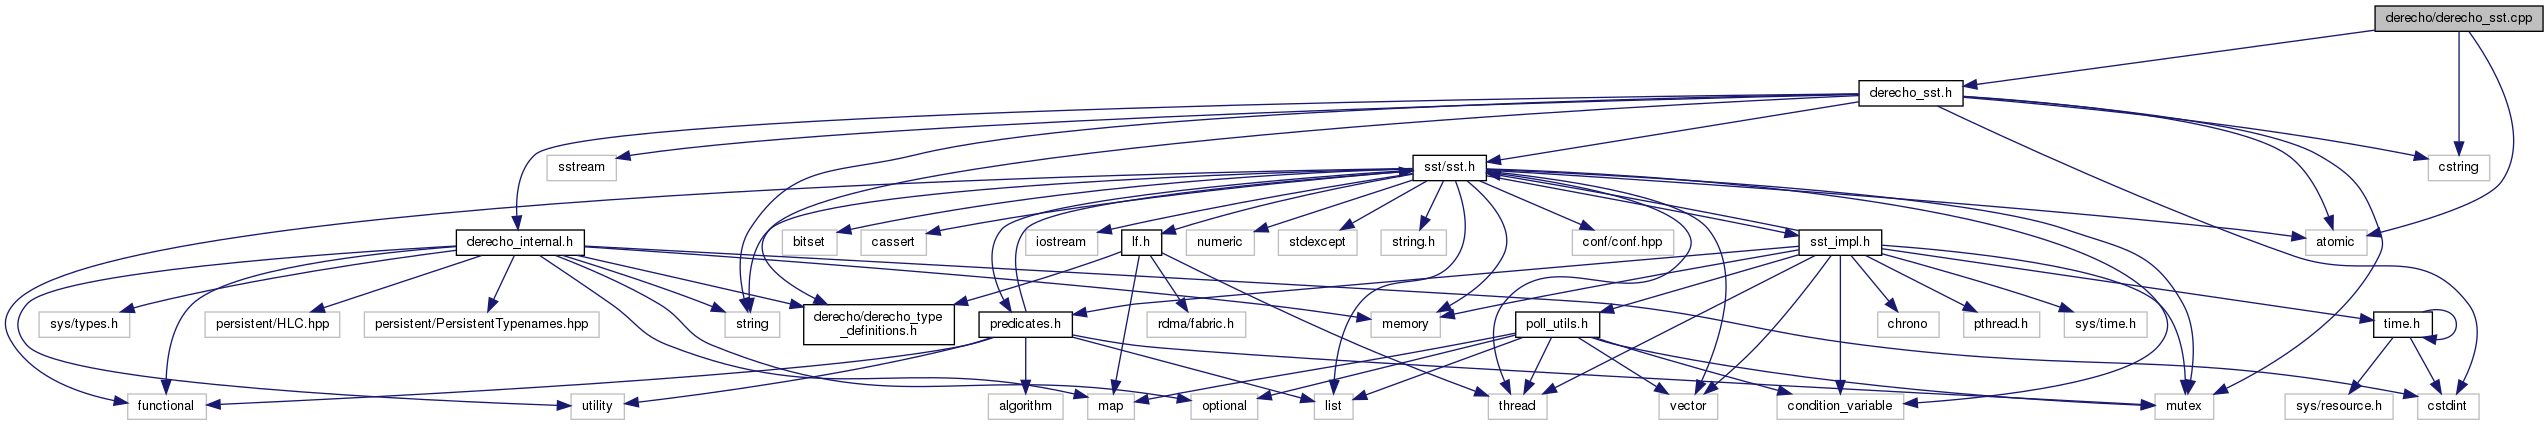 derecho/derecho_sst.cpp
derecho_sst.h
sstream
sst/sst.h
cstring
derecho_internal.h
bitset
cassert
iostream
lf.h
numeric
stdexcept
string.h
conf/conf.hpp
sst_impl.h
atomic
sys/types.h
persistent/HLC.hpp
persistent/PersistentTypenames.hpp
string
derecho/derecho_type
_definitions.h
predicates.h
rdma/fabric.h
memory
poll_utils.h
chrono
pthread.h
sys/time.h
time.h
functional
utility
algorithm
map
optional
list
thread
vector
condition_variable
mutex
sys/resource.h
cstdint